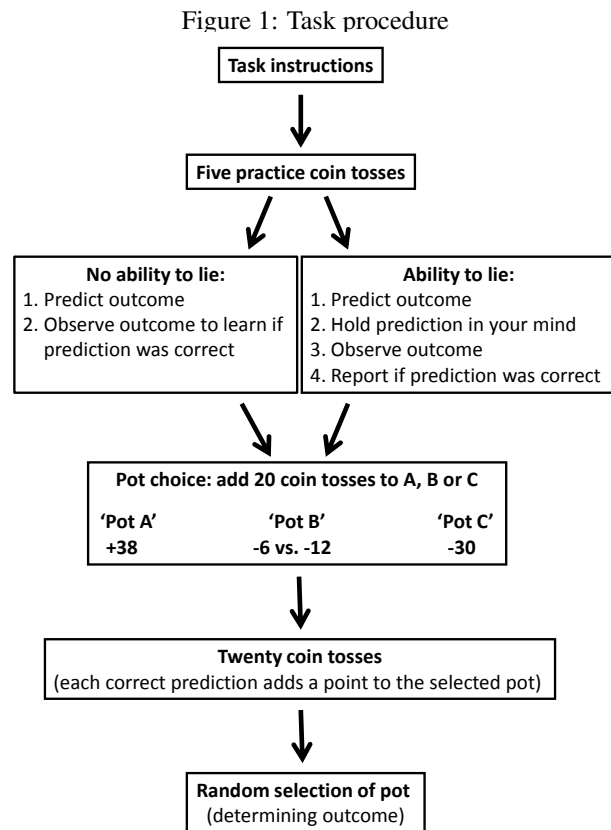 Figure 1: Task procedure
Task instructions
Five practice coin tosses
No ability to lie:
1. Predict outcome
2. Observe outcome to learn if
prediction was correct
Ability to lie:
1. Predict outcome
2. Hold prediction in your mind
3. Observe outcome
4. Report if prediction was correct
Pot choice: add 20 coin tosses to A, B or C
‘Pot A’ ‘Pot B’ ‘Pot C’
+38 -6 vs. -12 -30
Twenty coin tosses
(each correct prediction adds a point to the selected pot)
Random selection of pot
(determining outcome)